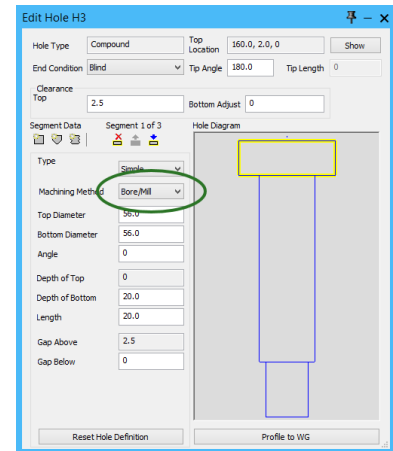 Edit Hole H3
Hole Type Compound Top Location 160.0, 2.0, 0 Show
End Condition Blind Tip Angle 180.0 Tip Length 0
Clearance
Top 2.5 Bottom Adjust 0
Segment Data Segment 1 of 3 Hole Diagram
Type Simple
Machining Method Bore/Mill
Top Diameter 56.0
Bottom Diameter 56.0
Angle 0
Depth of Top 0
Depth of Bottom 20.0
Length 20.0
Gap Above 2.5
Gap Below 0
Reset Hole Definition Profile to WG